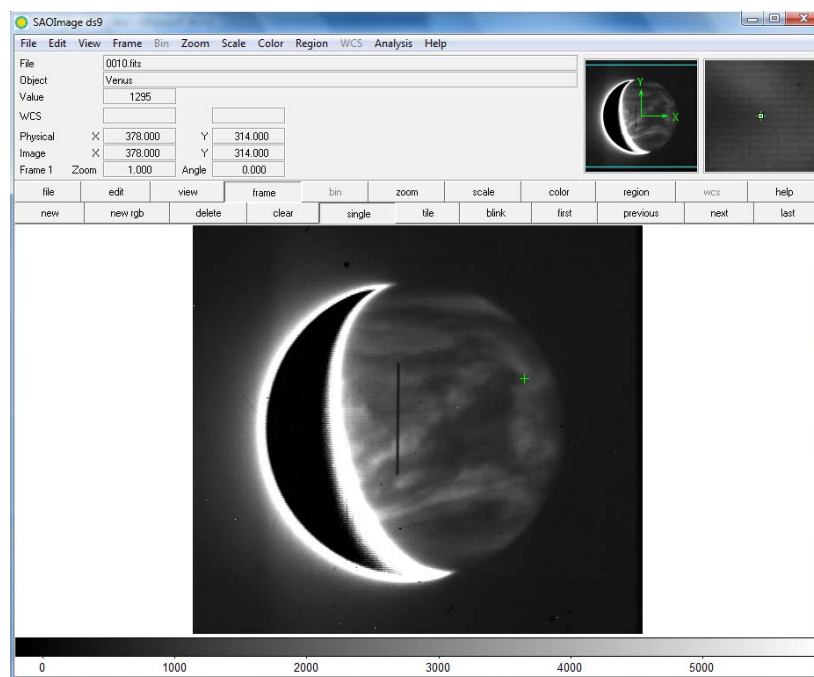 SAOImage ds9
File Edit View Frame Bin Zoom Scale Color Region WCS Analysis Help
File 0010.fits
Object Venus
Value 1295
WCS
Physical X 378.000 Y 314.000
Image X 378.000 Y 314.000
Frame 1 Zoom 1.000 Angle 0.000
Y
X
file edit view frame bin zoom scale color region wcs help
new new rgb delete clear single tile blink first previous next last
0 1000 2000 3000 4000 5000